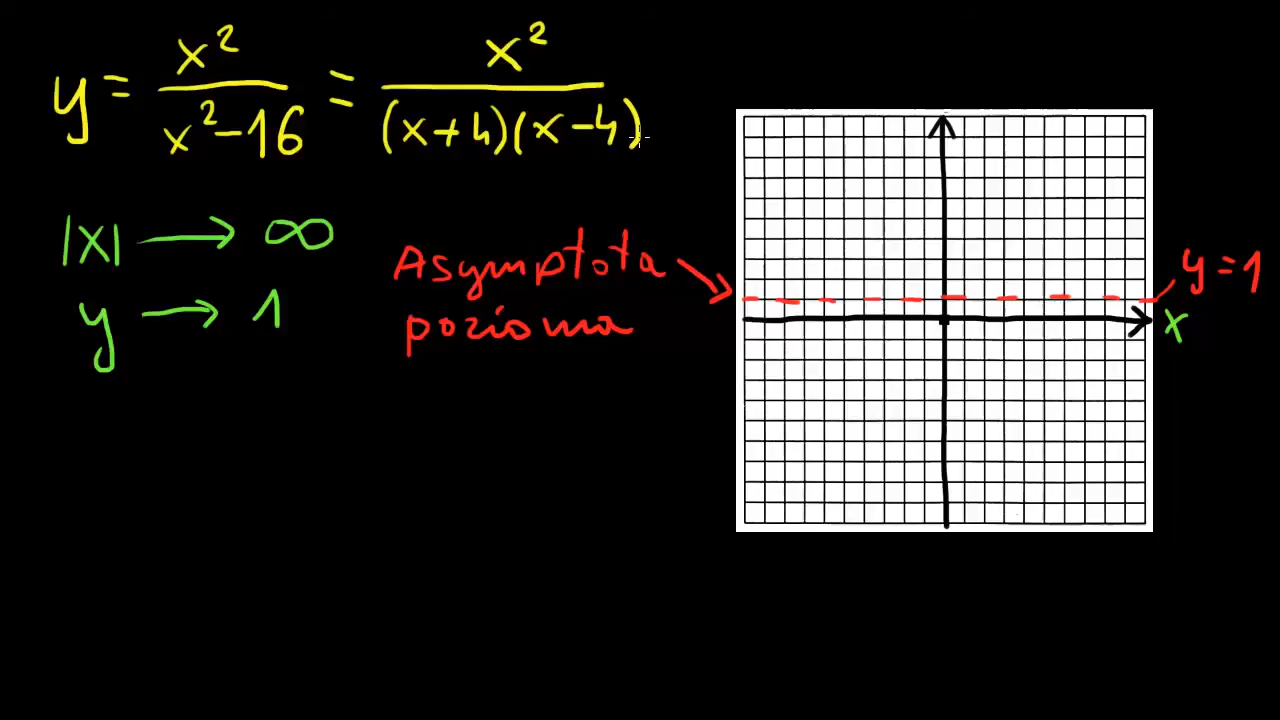 y = x²/(x²-16) = x²/((x+4)(x-4))
|x| → ∞
y → 1
Asymptota
pozioma
y = 1
x